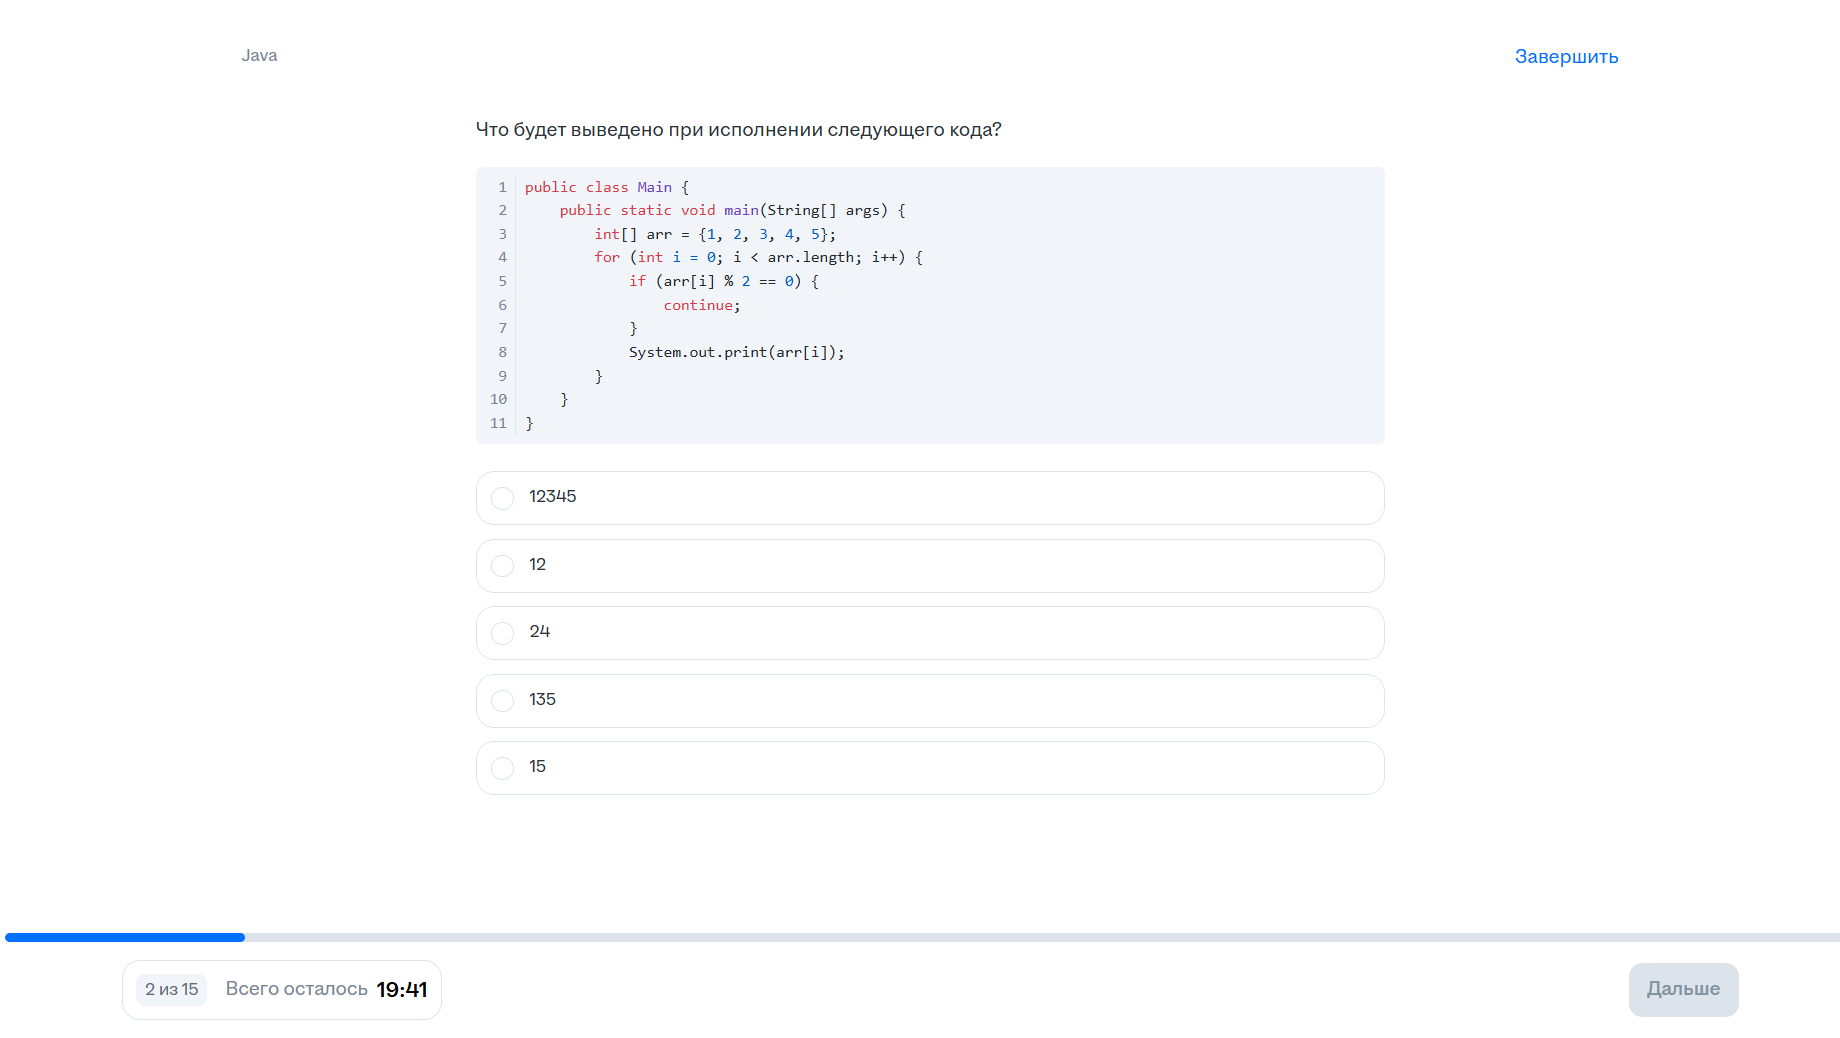 Java
Завершить
Что будет выведено при исполнении следующего кода?
1 public class Main {
2     public static void main(String[] args) {
3         int[] arr = {1, 2, 3, 4, 5};
4         for (int i = 0; i < arr.length; i++) {
5             if (arr[i] % 2 == 0) {
6                 continue;
7             }
8             System.out.print(arr[i]);
9         }
10     }
11 }
12345
12
24
135
15
2 из 15 Всего осталось 19:41
Дальше